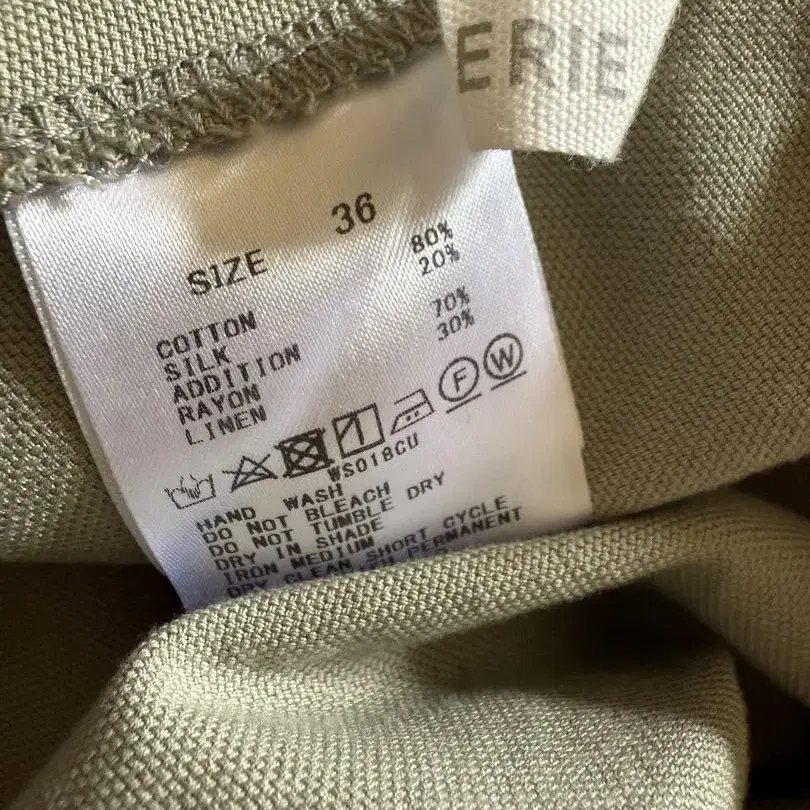 ERIE
SIZE 36
COTTON 80%
SILK 20%
ADDITION
RAYON 70%
LINEN 30%
F W
WS018CU
HAND WASH
DO NOT BLEACH
DO NOT TUMBLE DRY
DRY IN SHADE
IRON MEDIUM
DRY CLEAN SHORT CYCLE
PERMANENT